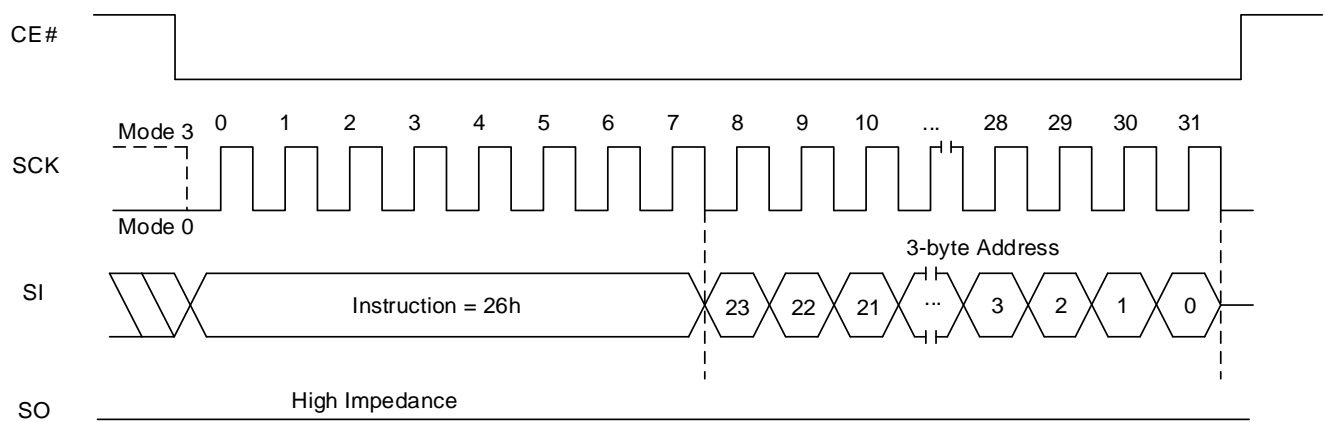 CE#
0 1 2 3 4 5 6 7 8 9 10 ... 28 29 30 31
Mode 3
SCK
Mode 0
3-byte Address
SI
Instruction = 26h 23 22 21 ... 3 2 1 0
High Impedance
SO